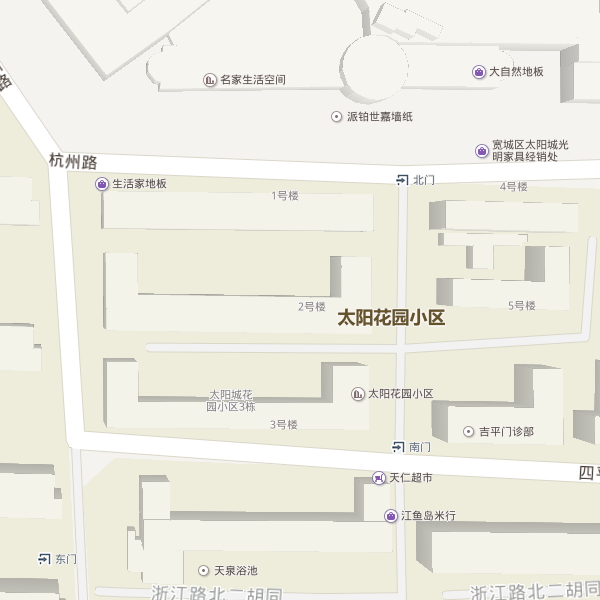 大自然地板
名家生活空间
路
派铂世嘉墙纸
宽城区太阳城光
明家具经销处
杭州路
北门
生活家地板
4号楼
1号楼
2号楼
5号楼
太阳花园小区
太阳城花
园小区3栋
太阳花园小区
3号楼
吉平门诊部
南门
四平
天仁超市
江鱼岛米行
东门
天泉浴池
浙江路北二胡同
浙江路北二胡同